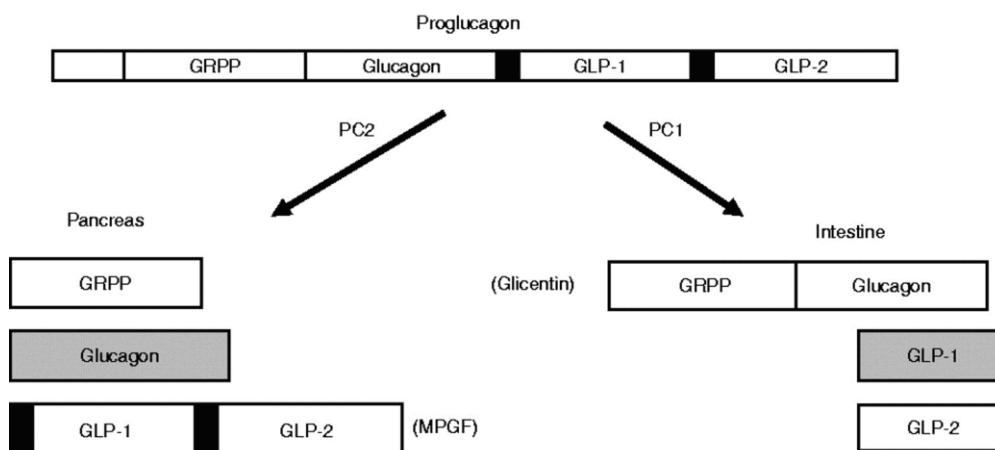 Proglucagon
GRPP Glucagon GLP-1 GLP-2
PC2 PC1
Pancreas
Intestine
GRPP
(Glicentin) GRPP Glucagon
Glucagon
GLP-1
GLP-1 GLP-2 (MPGF)
GLP-2